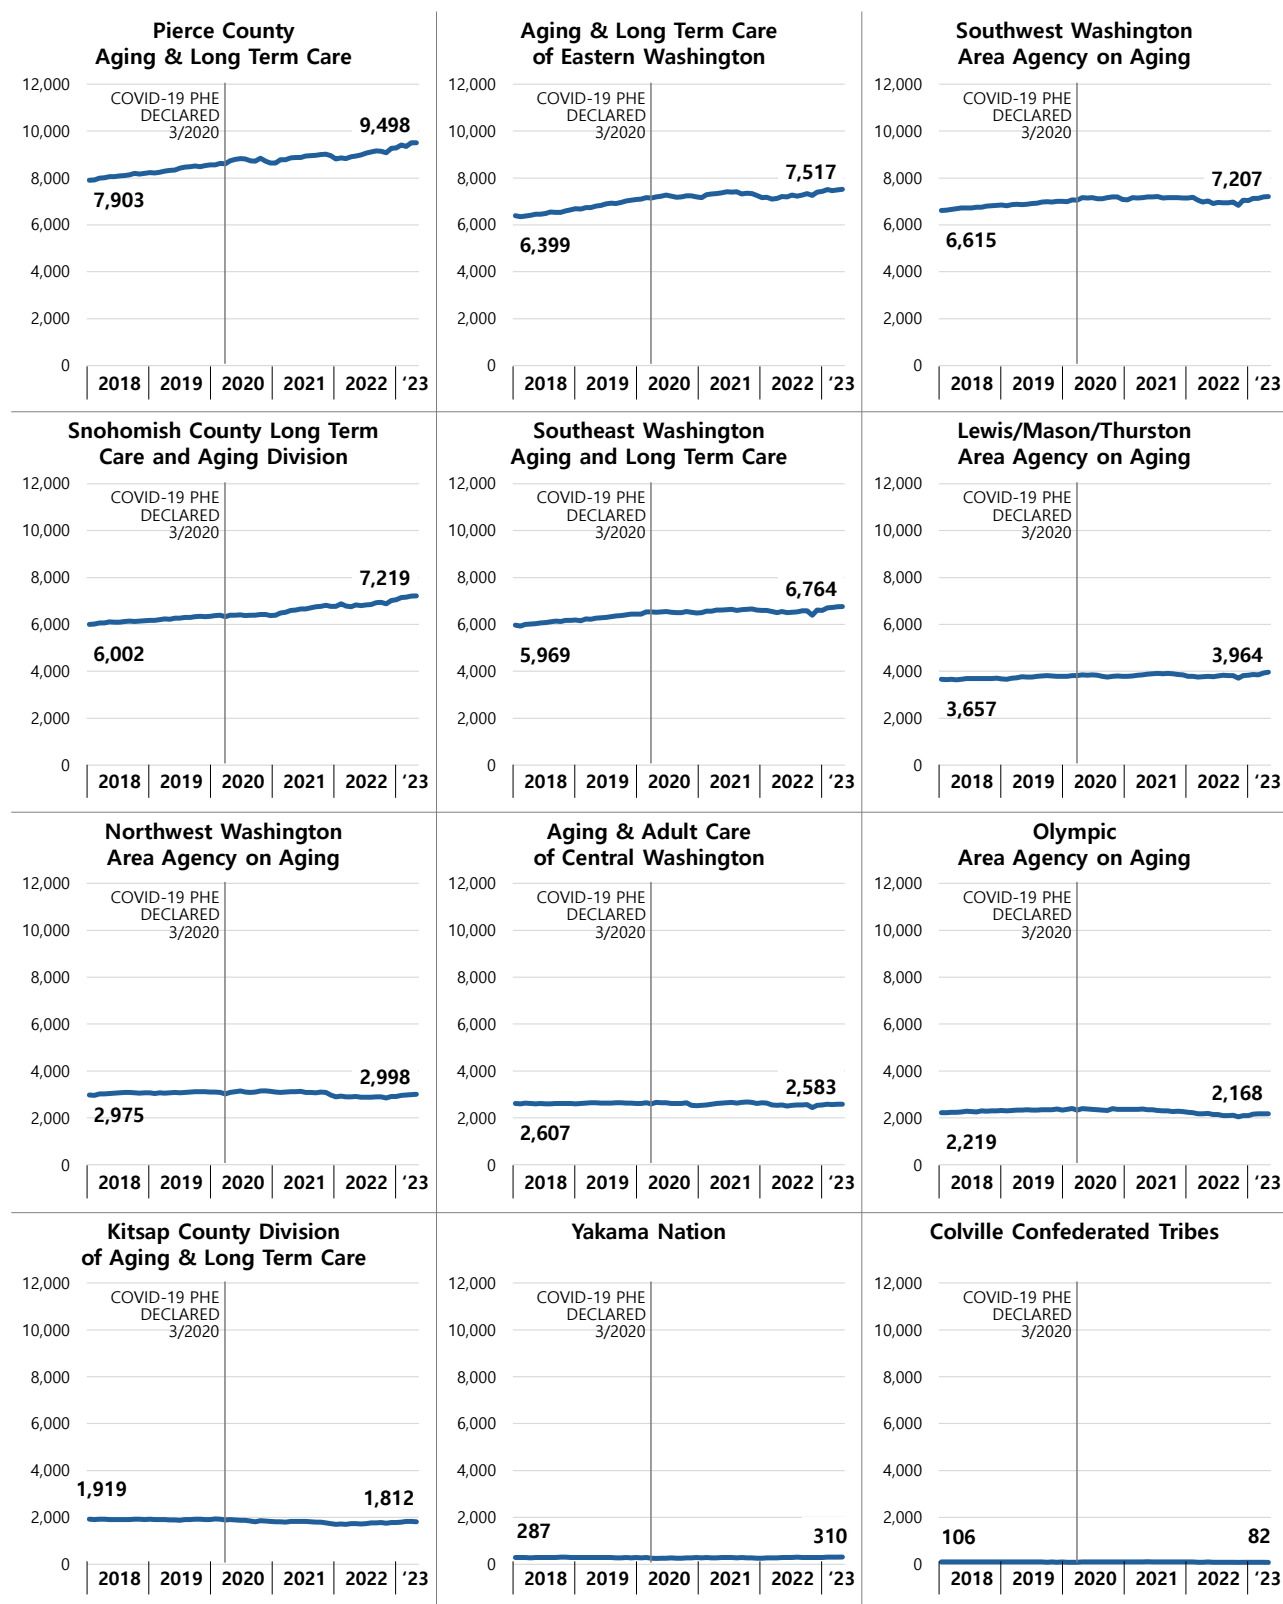 Pierce County
Aging & Long Term Care
12,000
10,000
8,000
6,000
4,000
2,000
0
COVID-19 PHE
DECLARED
3/2020
9,498
7,903
2018 2019 2020 2021 2022 ‘23
Aging & Long Term Care
of Eastern Washington
12,000
10,000
8,000
6,000
4,000
2,000
0
COVID-19 PHE
DECLARED
3/2020
7,517
6,399
2018 2019 2020 2021 2022 ‘23
Southwest Washington
Area Agency on Aging
12,000
10,000
8,000
6,000
4,000
2,000
0
COVID-19 PHE
DECLARED
3/2020
7,207
6,615
2018 2019 2020 2021 2022 ‘23
Snohomish County Long Term
Care and Aging Division
12,000
10,000
8,000
6,000
4,000
2,000
0
COVID-19 PHE
DECLARED
3/2020
7,219
6,002
2018 2019 2020 2021 2022 ‘23
Southeast Washington
Aging and Long Term Care
12,000
10,000
8,000
6,000
4,000
2,000
0
COVID-19 PHE
DECLARED
3/2020
6,764
5,969
2018 2019 2020 2021 2022 ‘23
Lewis/Mason/Thurston
Area Agency on Aging
12,000
10,000
8,000
6,000
4,000
2,000
0
COVID-19 PHE
DECLARED
3/2020
3,964
3,657
2018 2019 2020 2021 2022 ‘23
Northwest Washington
Area Agency on Aging
12,000
10,000
8,000
6,000
4,000
2,000
0
COVID-19 PHE
DECLARED
3/2020
2,998
2,975
2018 2019 2020 2021 2022 ‘23
Aging & Adult Care
of Central Washington
12,000
10,000
8,000
6,000
4,000
2,000
0
COVID-19 PHE
DECLARED
3/2020
2,583
2,607
2018 2019 2020 2021 2022 ‘23
Olympic
Area Agency on Aging
12,000
10,000
8,000
6,000
4,000
2,000
0
COVID-19 PHE
DECLARED
3/2020
2,168
2,219
2018 2019 2020 2021 2022 ‘23
Kitsap County Division
of Aging & Long Term Care
12,000
10,000
8,000
6,000
4,000
2,000
0
COVID-19 PHE
DECLARED
3/2020
1,919
1,812
2018 2019 2020 2021 2022 ‘23
Yakama Nation
12,000
10,000
8,000
6,000
4,000
2,000
0
COVID-19 PHE
DECLARED
3/2020
287
310
2018 2019 2020 2021 2022 ‘23
Colville Confederated Tribes
12,000
10,000
8,000
6,000
4,000
2,000
0
COVID-19 PHE
DECLARED
3/2020
106
82
2018 2019 2020 2021 2022 ‘23